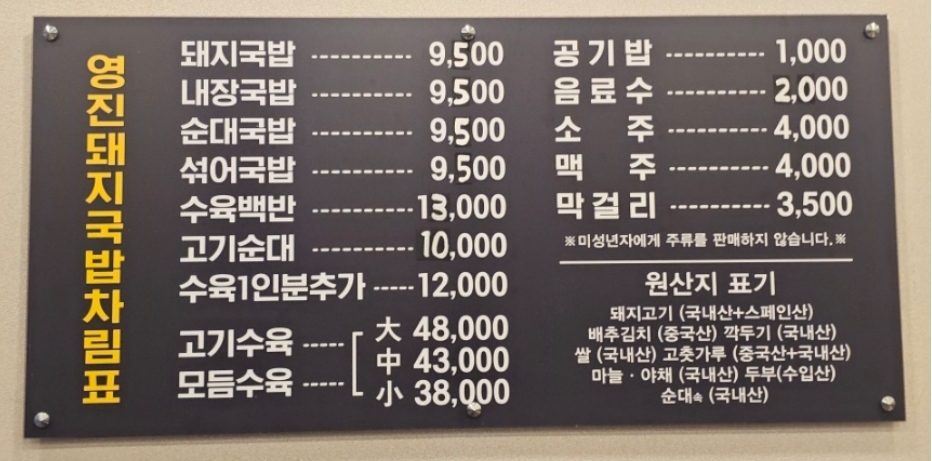 영진돼지국밥차림표
돼지국밥 ---------- 9,500
내장국밥 ---------- 9,500
순대국밥 ---------- 9,500
섞어국밥 ---------- 9,500
수육백반 ---------- 13,000
고기순대 ---------- 10,000
수육1인분추가 ----- 12,000
고기수육 -----
모듬수육 -----
大 48,000
中 43,000
小 38,000
공기밥 ---------- 1,000
음료수 ---------- 2,000
소 주 ---------- 4,000
맥 주 ---------- 4,000
막걸리 ---------- 3,500
※미성년자에게 주류를 판매하지 않습니다.※
원산지 표기
돼지고기 (국내산+스페인산)
배추김치 (중국산) 깍두기 (국내산)
쌀 (국내산) 고춧가루 (중국산+국내산)
마늘 · 야채 (국내산) 두부(수입산)
순대속 (국내산)